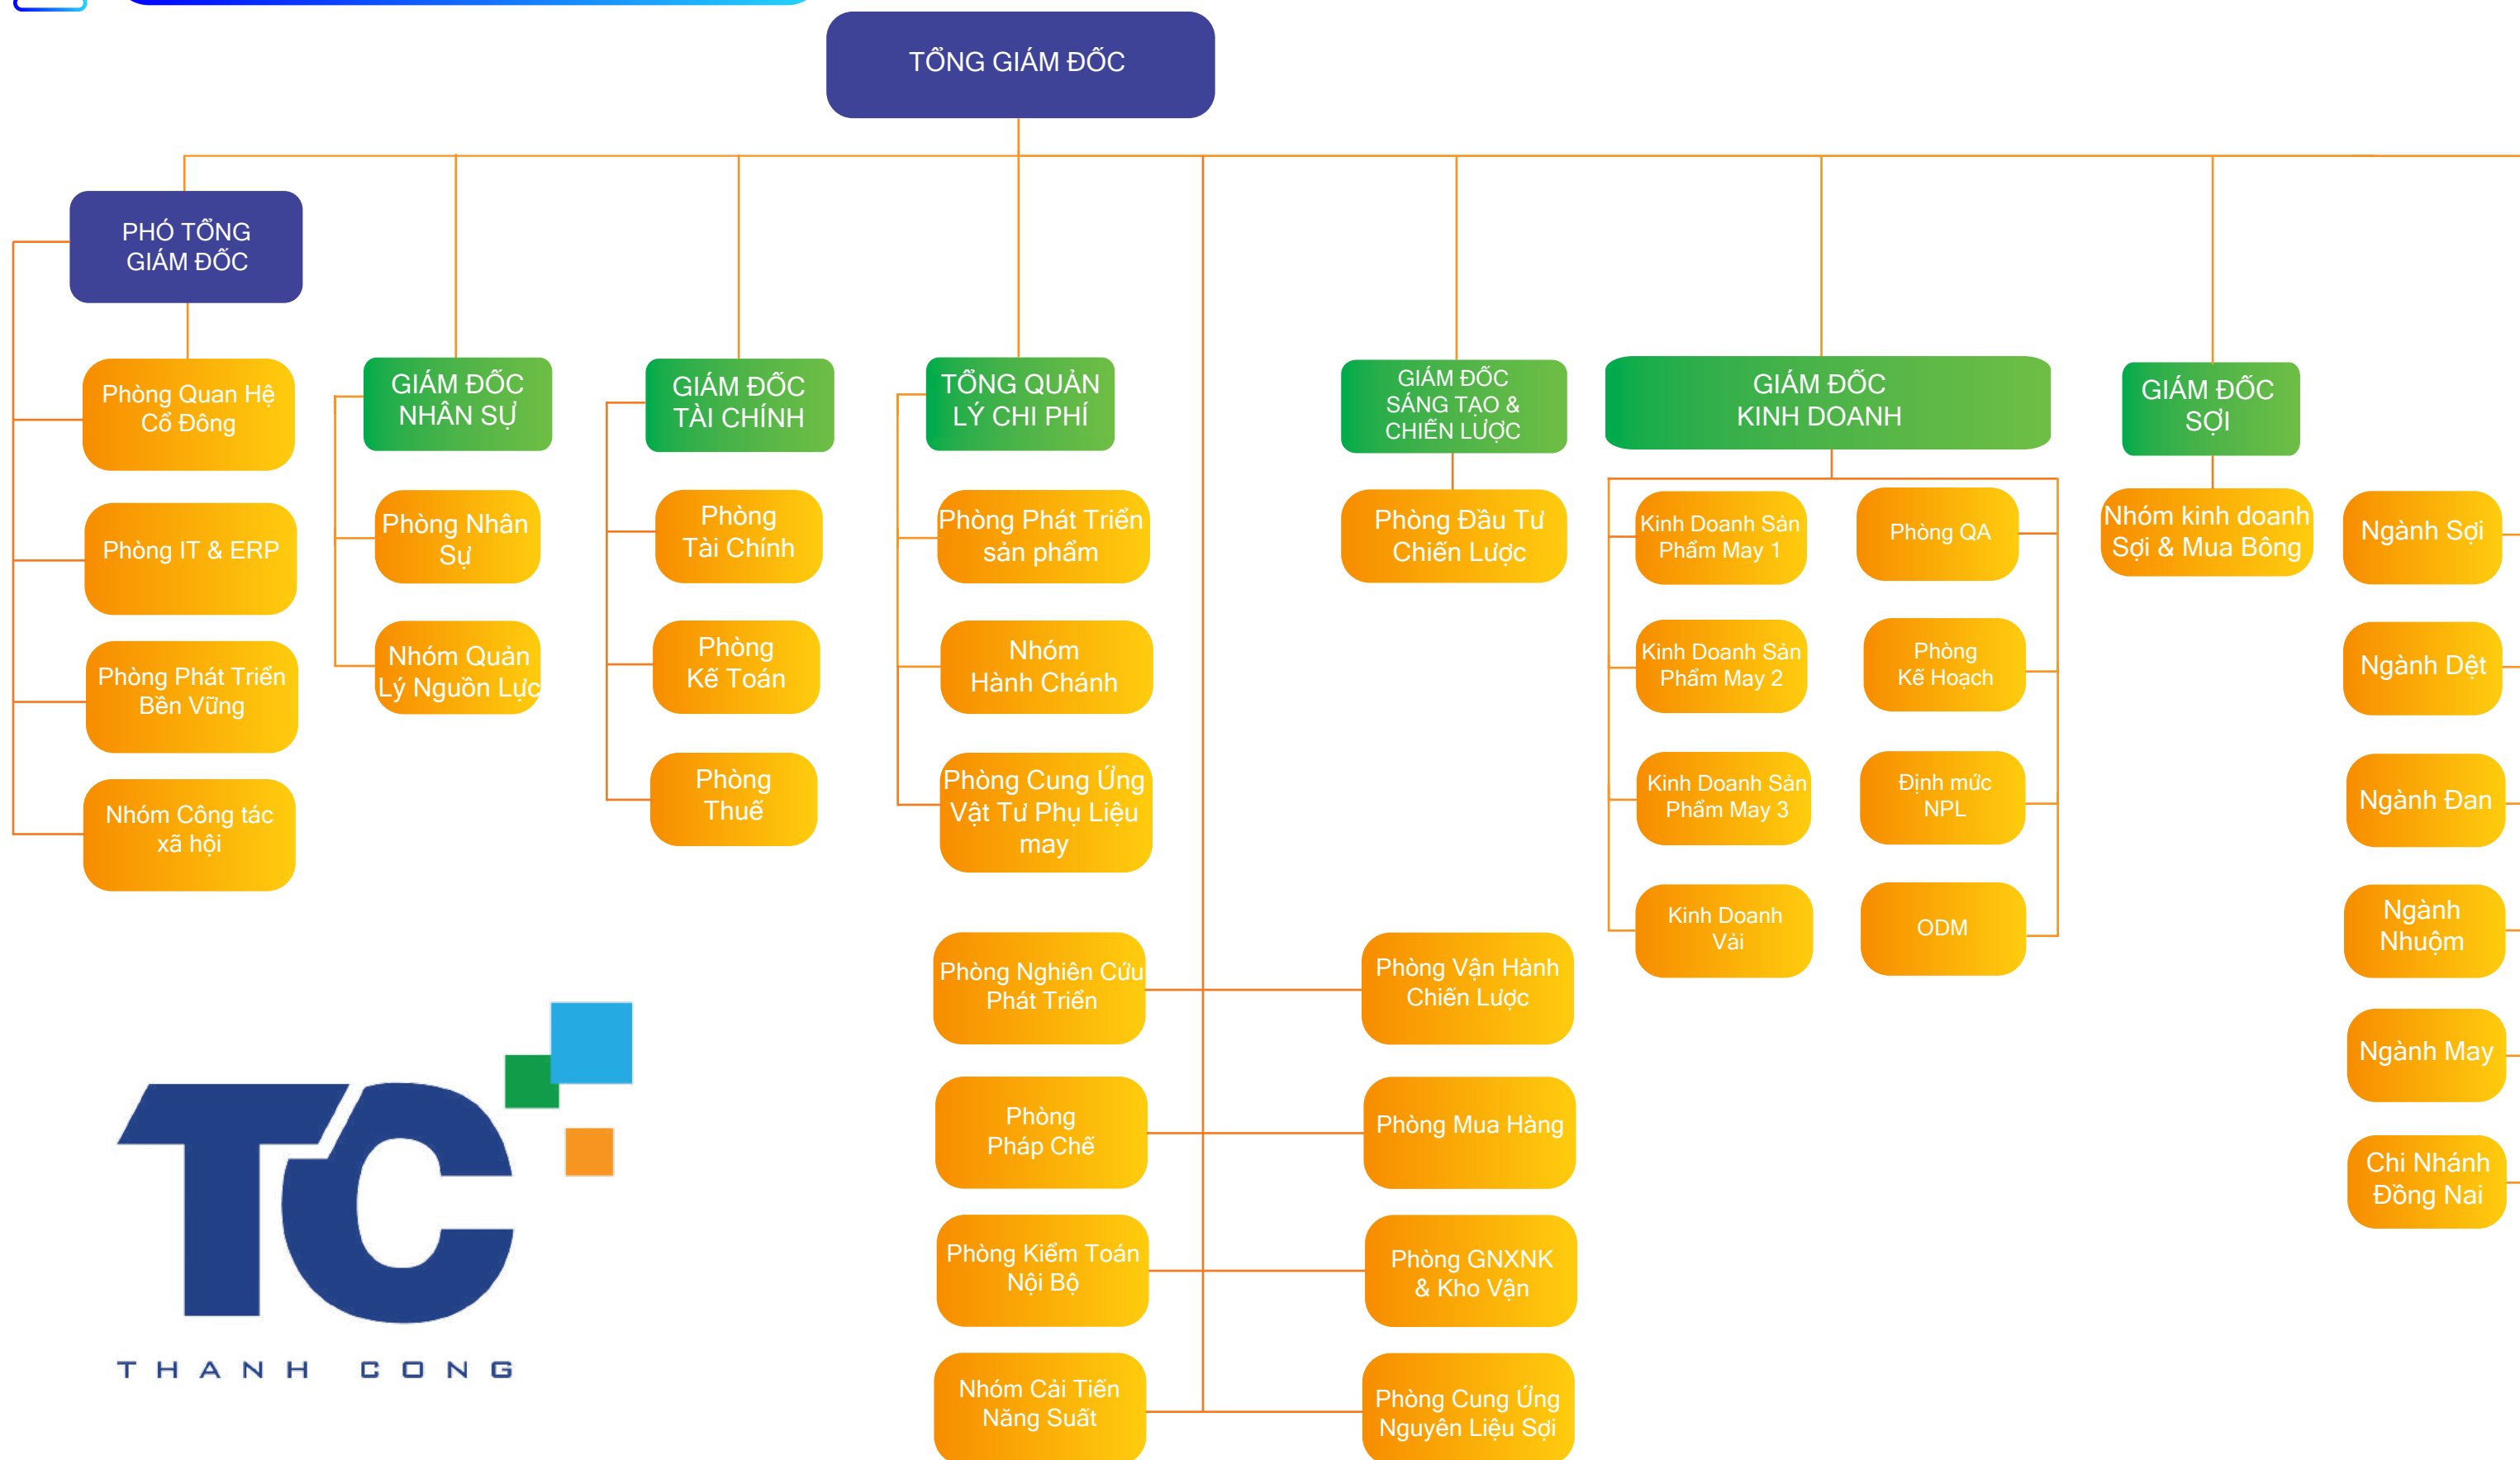 TỔNG GIÁM ĐỐC
PHÓ TỔNG
GIÁM ĐỐC
Phòng Quan Hệ
Cổ Đông
Phòng IT & ERP
Phòng Phát Triển
Bền Vững
Nhóm Công tác
xã hội
GIÁM ĐỐC
NHÂN SỰ
Phòng Nhân
Sự
Nhóm Quản
Lý Nguồn Lực
GIÁM ĐỐC
TÀI CHÍNH
Phòng
Tài Chính
Phòng
Kế Toán
Phòng
Thuế
TỔNG QUẢN
LÝ CHI PHÍ
Phòng Phát Triển
sản phẩm
Nhóm
Hành Chánh
Phòng Cung Ứng
Vật Tư Phụ Liệu
may
Phòng Nghiên Cứu
Phát Triển
Phòng
Pháp Chế
Phòng Kiểm Toán
Nội Bộ
Nhóm Cải Tiến
Năng Suất
Phòng Vận Hành
Chiến Lược
Phòng Mua Hàng
Phòng GNXNK
& Kho Vận
Phòng Cung Ứng
Nguyên Liệu Sợi
GIÁM ĐỐC
SÁNG TẠO &
CHIẾN LƯỢC
Phòng Đầu Tư
Chiến Lược
GIÁM ĐỐC
KINH DOANH
Kinh Doanh Sản
Phẩm May 1
Kinh Doanh Sản
Phẩm May 2
Kinh Doanh Sản
Phẩm May 3
Kinh Doanh
Vải
Phòng QA
Phòng
Kế Hoạch
Định mức
NPL
ODM
GIÁM ĐỐC
SỢI
Nhóm kinh doanh
Sợi & Mua Bông
Ngành Sợi
Ngành Dệt
Ngành Đan
Ngành
Nhuộm
Ngành May
Chi Nhánh
Đồng Nai
TC
THANH CONG